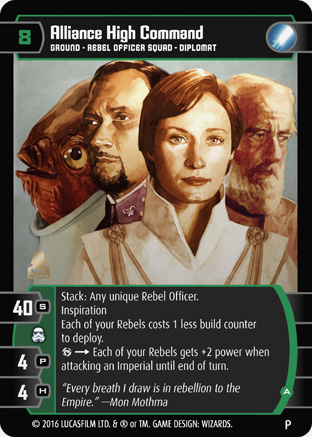 8
Alliance High Command
GROUND - REBEL OFFICER SQUAD - DIPLOMAT
40 S
Stack: Any unique Rebel Officer.
Inspiration
Each of your Rebels costs 1 less build counter
to deploy.
4 P
Each of your Rebels gets +2 power when
attacking an Imperial until end of turn.
4 H
“Every breath I draw is in rebellion to the
Empire.” —Mon Mothma
A
© 2016 LUCASFILM LTD. & ® or TM. GAME DESIGN: WIZARDS.
P